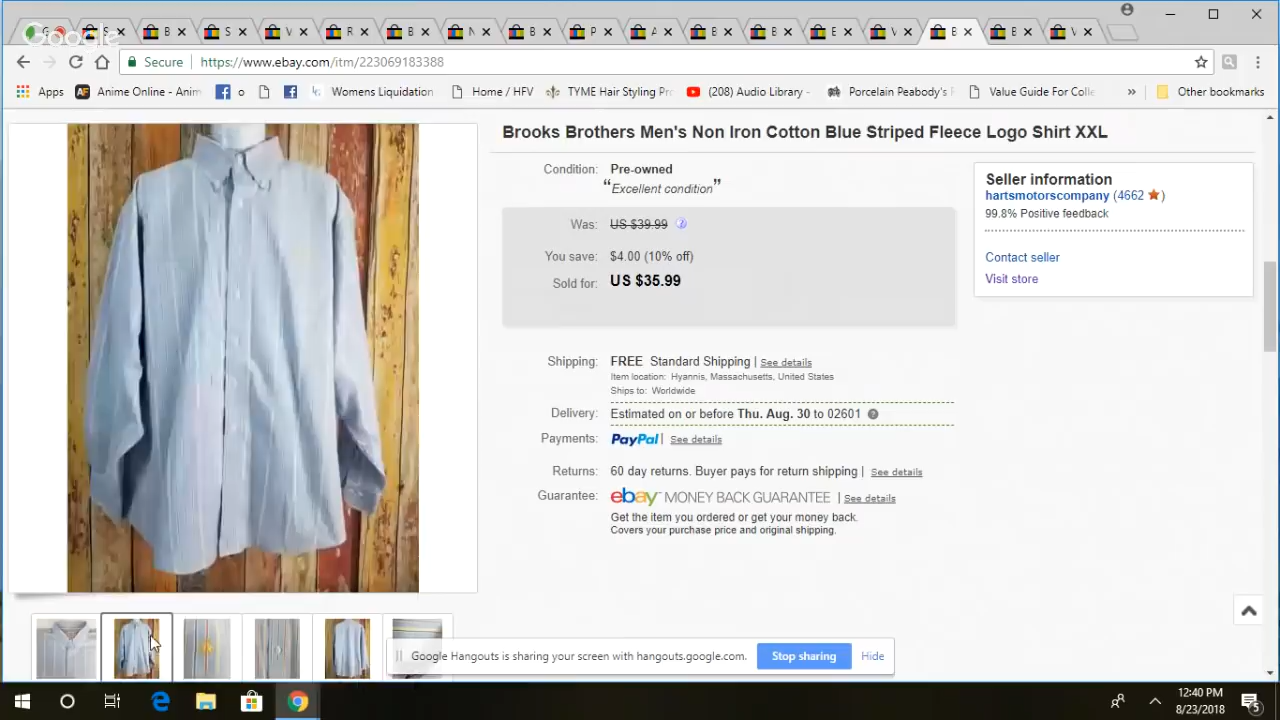 Google
S
B
S
V
R
B
N
B
P
A
B
B
E
V
B
B
V
Secure https://www.ebay.com/itm/223069183388
Apps AF Anime Online - Anim o Womens Liquidation Home / HFV TYME Hair Styling Pr (208) Audio Library - Porcelain Peabody's F Value Guide For Colle » Other bookmarks
Brooks Brothers Men's Non Iron Cotton Blue Striped Fleece Logo Shirt XXL
Condition: Pre-owned
“Excellent condition”
Was: US $39.99
You save: $4.00 (10% off)
Sold for: US $35.99
Seller information
hartsmotorscompany (4662 )
99.8% Positive feedback
Contact seller
Visit store
Shipping: FREE Standard Shipping | See details
Item location: Hyannis, Massachusetts, United States
Ships to: Worldwide
Delivery: Estimated on or before Thu. Aug. 30 to 02601
Payments: PayPal | See details
Returns: 60 day returns. Buyer pays for return shipping | See details
Guarantee: ebay MONEY BACK GUARANTEE | See details
Get the item you ordered or get your money back.
Covers your purchase price and original shipping.
Google Hangouts is sharing your screen with hangouts.google.com. Stop sharing Hide
12:40 PM
8/23/2018
5